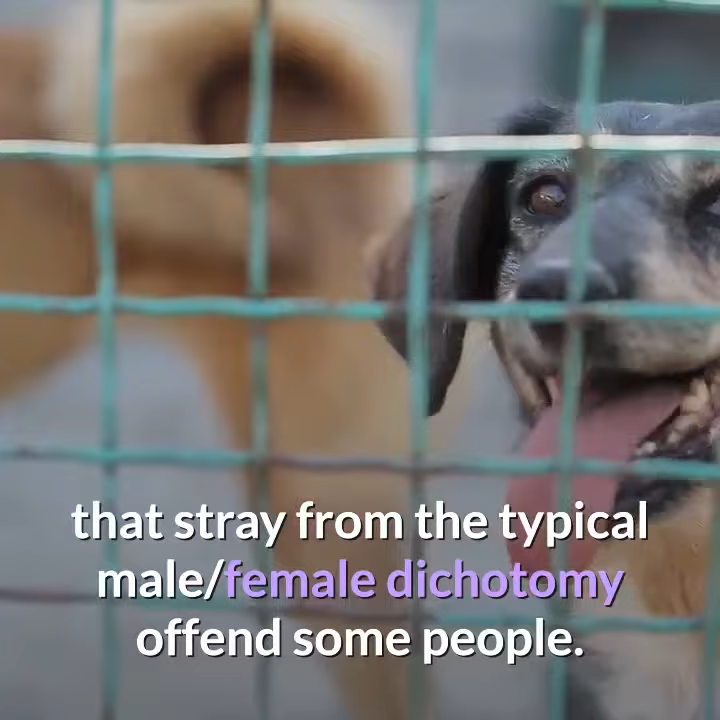 that stray from the typical
male/female dichotomy
offend some people.